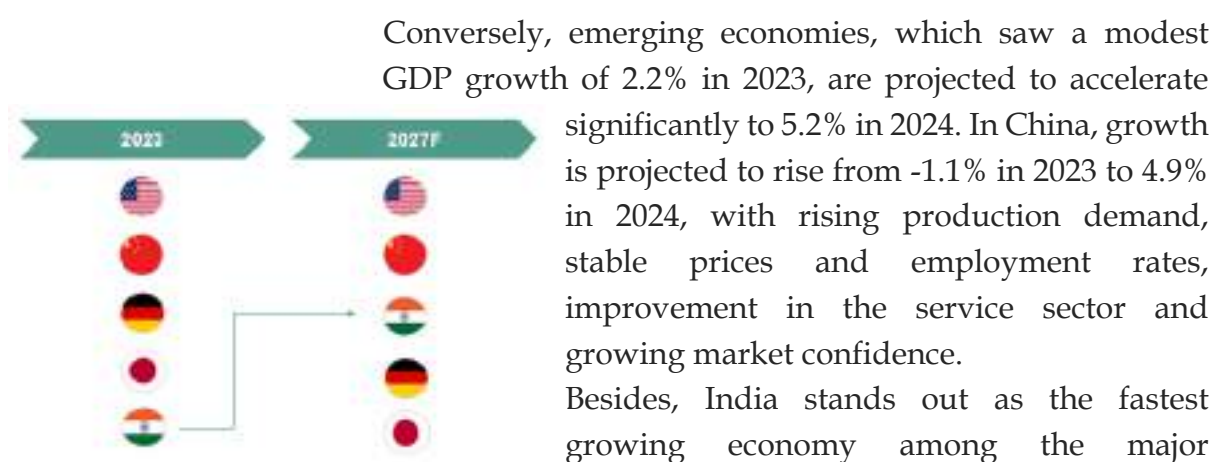 Conversely, emerging economies, which saw a modest
GDP growth of 2.2% in 2023, are projected to accelerate
significantly to 5.2% in 2024. In China, growth
is projected to rise from -1.1% in 2023 to 4.9%
in 2024, with rising production demand,
stable prices and employment rates,
improvement in the service sector and
growing market confidence.
Besides, India stands out as the fastest
growing economy among the major
2023
2027F